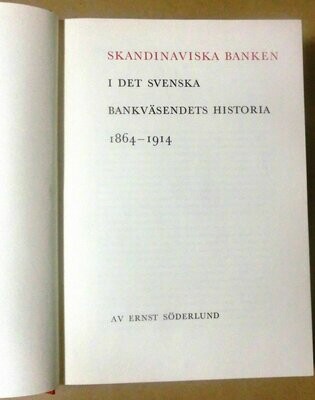 SKANDINAVISKA BANKEN
I DET SVENSKA
BANKVÄSENDETS HISTORIA
1864–1914
AV ERNST SÖDERLUND